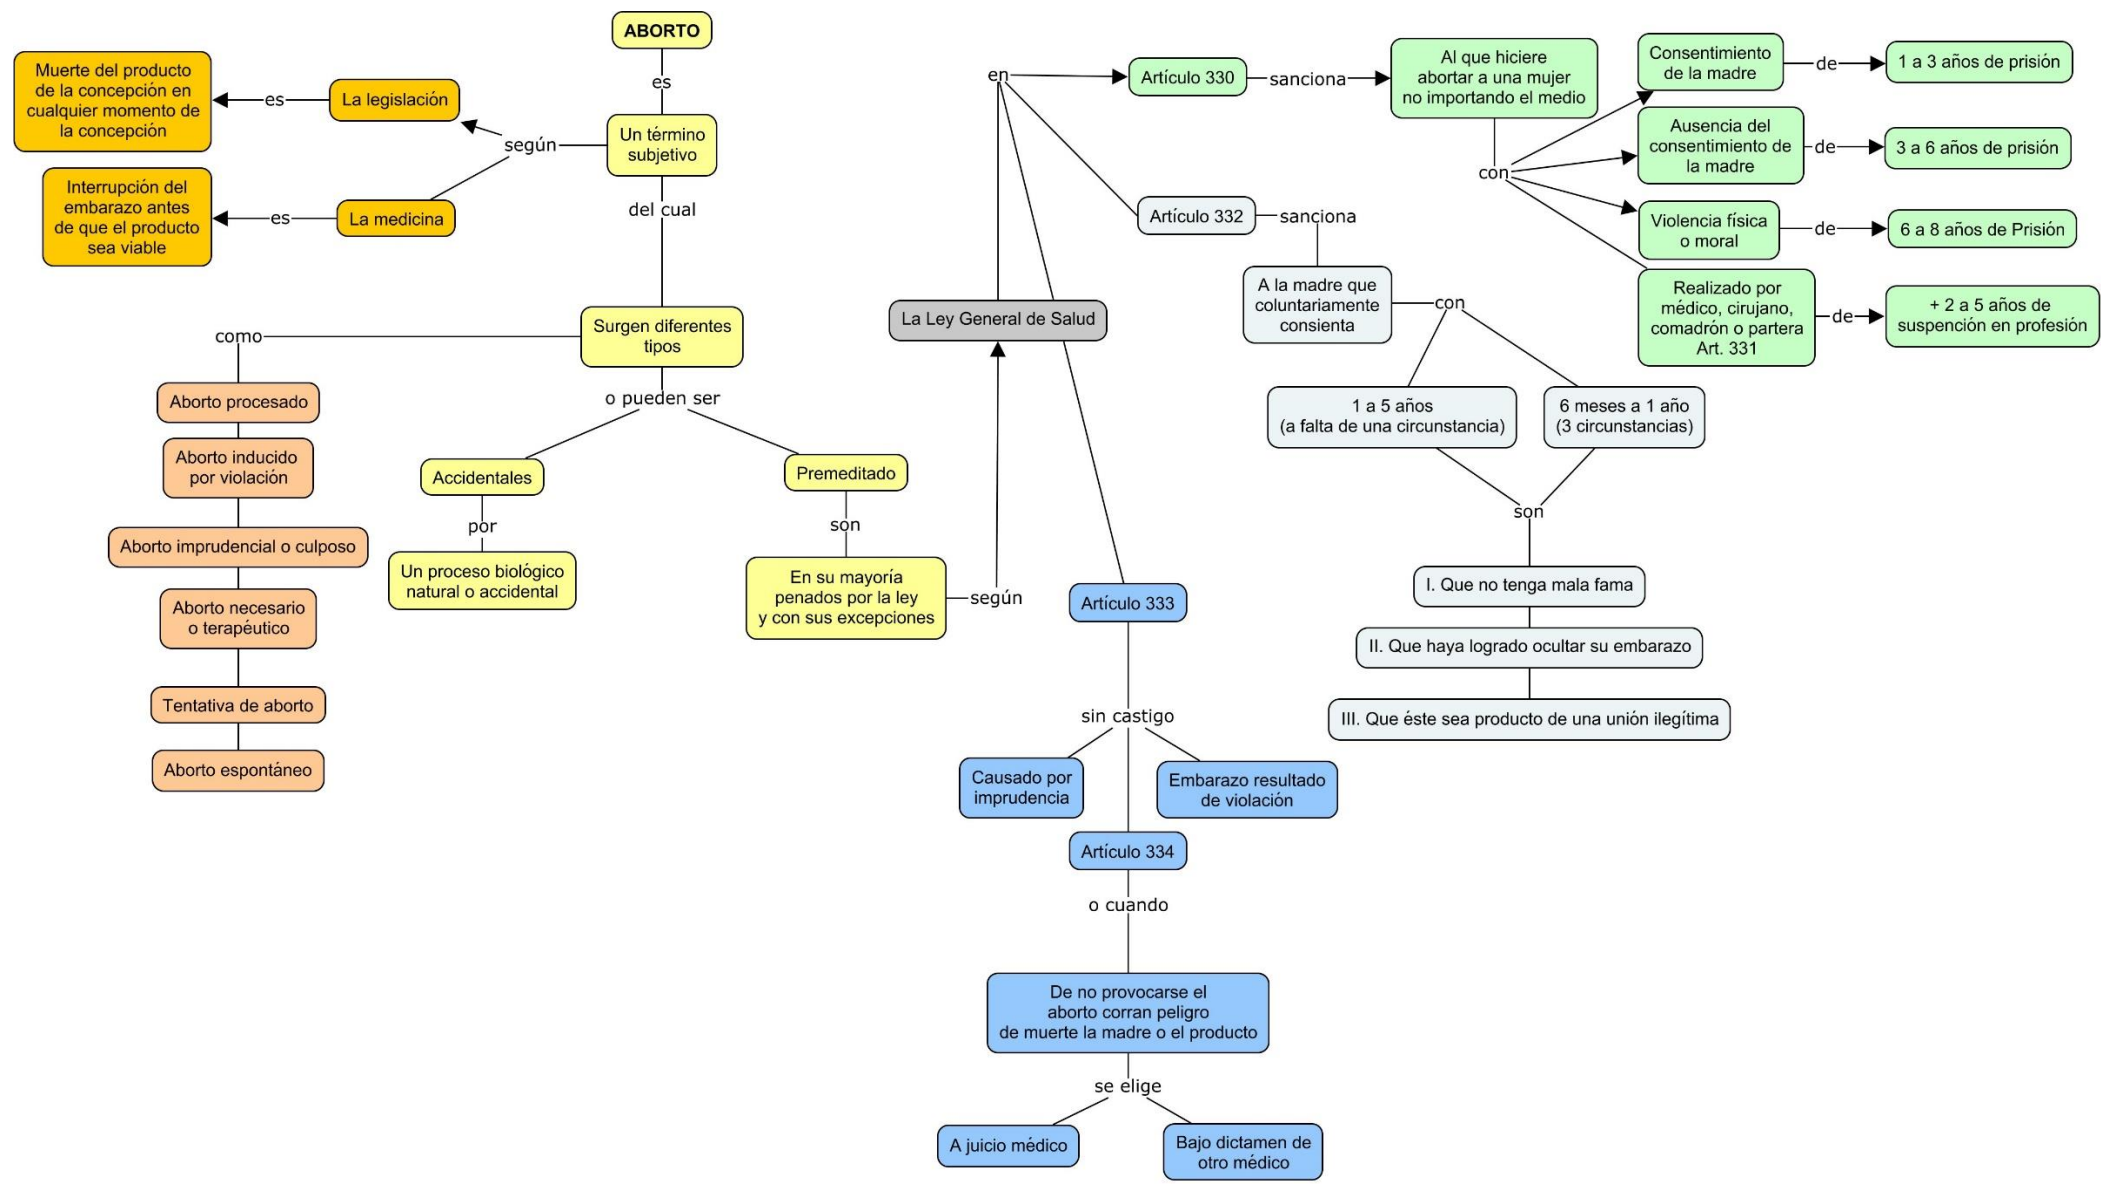 ABORTO
es
Un término
subjetivo
según
La legislación
es
Muerte del producto
de la concepción en
cualquier momento de
la concepción
La medicina
es
Interrupción del
embarazo antes
de que el producto
sea viable
del cual
Surgen diferentes
tipos
como
Aborto procesado
Aborto inducido
por violación
Aborto imprudencial o culposo
Aborto necesario
o terapéutico
Tentativa de aborto
Aborto espontáneo
o pueden ser
Accidentales
por
Un proceso biológico
natural o accidental
Premeditado
son
En su mayoría
penados por la ley
y con sus excepciones
según
La Ley General de Salud
en
Artículo 330
sanciona
Al que hiciere
abortar a una mujer
no importando el medio
con
Consentimiento
de la madre
de
1 a 3 años de prisión
Ausencia del
consentimiento de
la madre
de
3 a 6 años de prisión
Violencia física
o moral
de
6 a 8 años de Prisión
Realizado por
médico, cirujano,
comadrón o partera
Art. 331
de
+ 2 a 5 años de
suspención en profesión
Artículo 332
sanciona
A la madre que
coluntariamente
consienta
con
1 a 5 años
(a falta de una circunstancia)
6 meses a 1 año
(3 circunstancias)
son
I. Que no tenga mala fama
II. Que haya logrado ocultar su embarazo
III. Que éste sea producto de una unión ilegítima
Artículo 333
sin castigo
Causado por
imprudencia
Embarazo resultado
de violación
Artículo 334
o cuando
De no provocarse el
aborto corran peligro
de muerte la madre o el producto
se elige
A juicio médico
Bajo dictamen de
otro médico